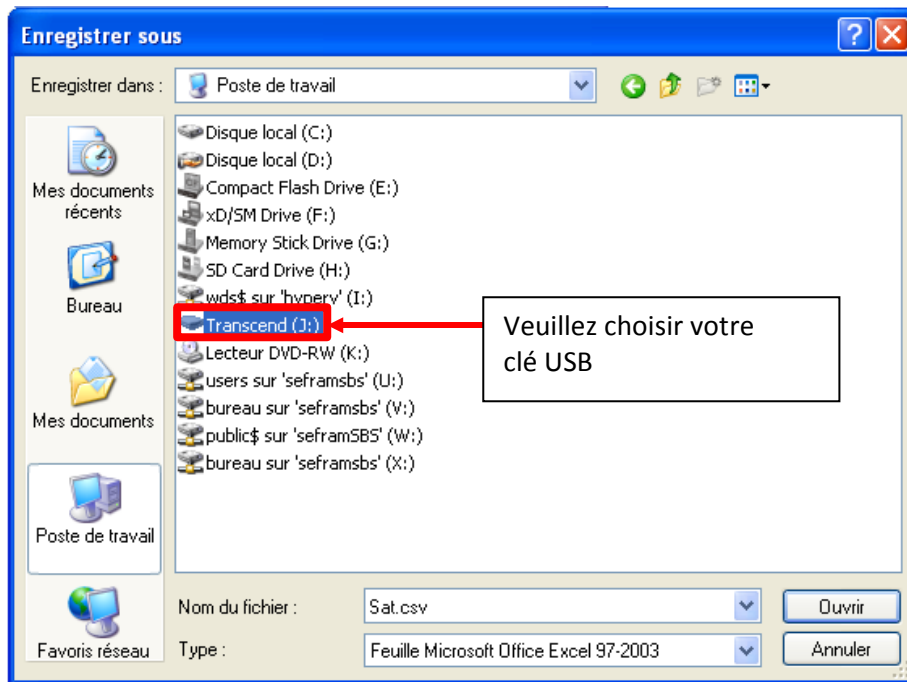 Enregistrer sous
Enregistrer dans :
Poste de travail
Mes documents
récents
Bureau
Mes documents
Poste de travail
Favoris réseau
Disque local (C:)
Disque local (D:)
Compact Flash Drive (E:)
xD/SM Drive (F:)
Memory Stick Drive (G:)
SD Card Drive (H:)
wds$ sur 'hyperv' (I:)
Transcend (J:)
Lecteur DVD-RW (K:)
users sur 'seframsbs' (U:)
bureau sur 'seframsbs' (V:)
public$ sur 'seframSBS' (W:)
bureau sur 'seframsbs' (X:)
Veuillez choisir votre
clé USB
Nom du fichier :
Sat.csv
Ouvrir
Type :
Feuille Microsoft Office Excel 97-2003
Annuler